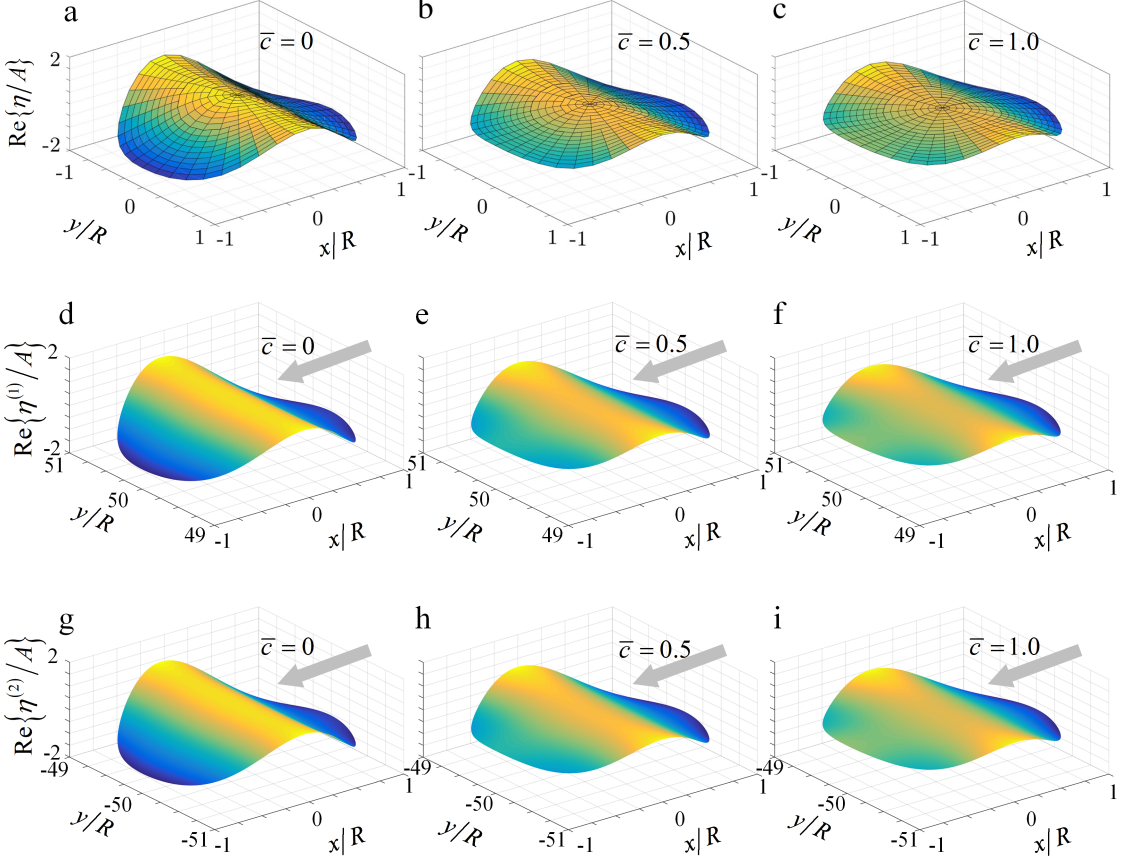 a b c
c̅ = 0 c̅ = 0.5 c̅ = 1.0
Re{η/A}
2
-2
-1 0 1 -1 0 1
y/R x/R
-1 0 1 -1 0 1
y/R x/R
-1 0 1 -1 0 1
y/R x/R
d e f
c̅ = 0 c̅ = 0.5 c̅ = 1.0
Re{η⁽¹⁾/A}
2
-2
51 50 49 -1 0 1
y/R x/R
51 50 49 -1 0 1
y/R x/R
51 50 49 -1 0 1
y/R x/R
g h i
c̅ = 0 c̅ = 0.5 c̅ = 1.0
Re{η⁽²⁾/A}
2
-2
-49 -50 -51 -1 0 1
y/R x/R
-49 -50 -51 -1 0 1
y/R x/R
-49 -50 -51 -1 0 1
y/R x/R